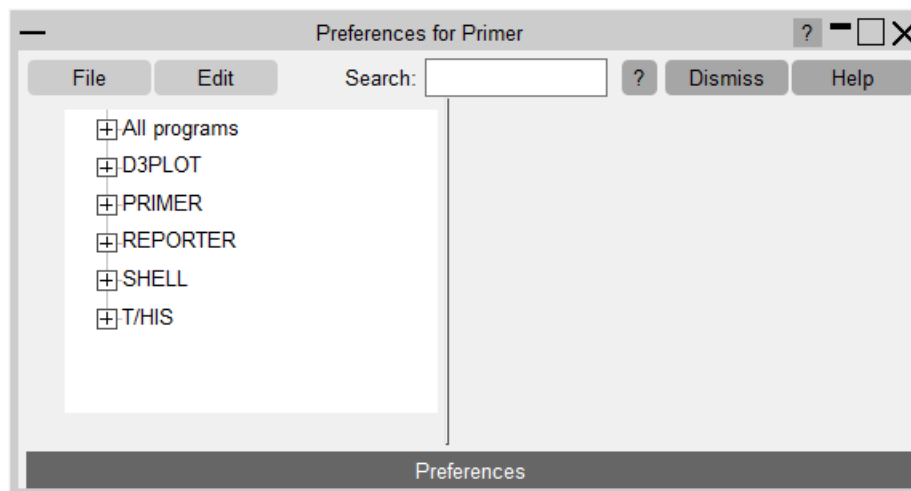 Preferences for Primer ?
File Edit Search: ? Dismiss Help
All programs
D3PLOT
PRIMER
REPORTER
SHELL
T/HIS
Preferences